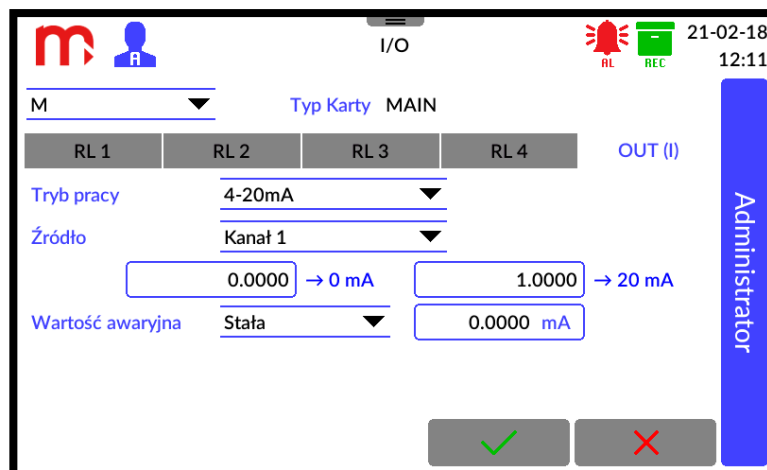 I/O
21-02-18
A
AL
REC
12:11
M
Typ Karty MAIN
RL 1 RL 2 RL 3 RL 4 OUT (I)
Tryb pracy 4-20mA
Źródło Kanał 1
0.0000 → 0 mA 1.0000 → 20 mA
Wartość awaryjna Stała 0.0000 mA
Administrator